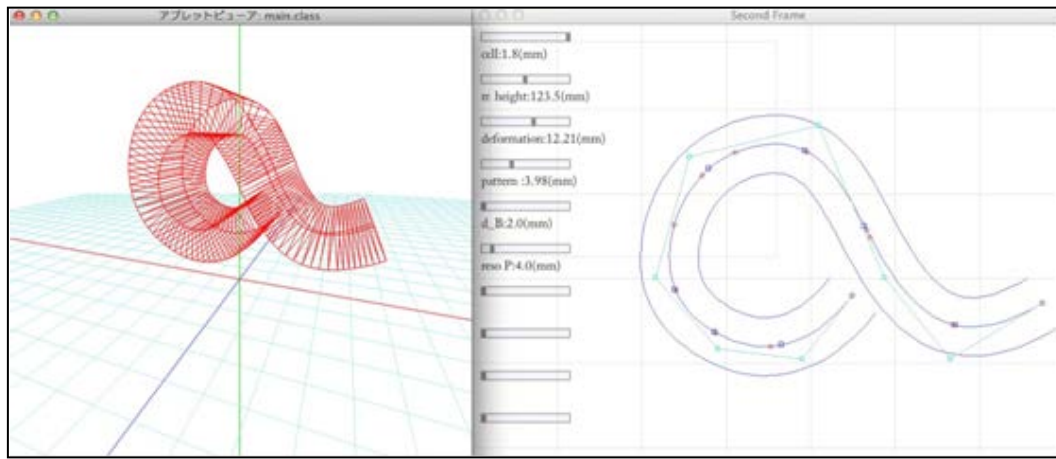 アプレットビューア: main.class
Second Frame
cell:1.8(mm)
height:123.5(mm)
deformation:12.21(mm)
pattern :3.98(mm)
d_B:2.0(mm)
reso P:4.0(mm)